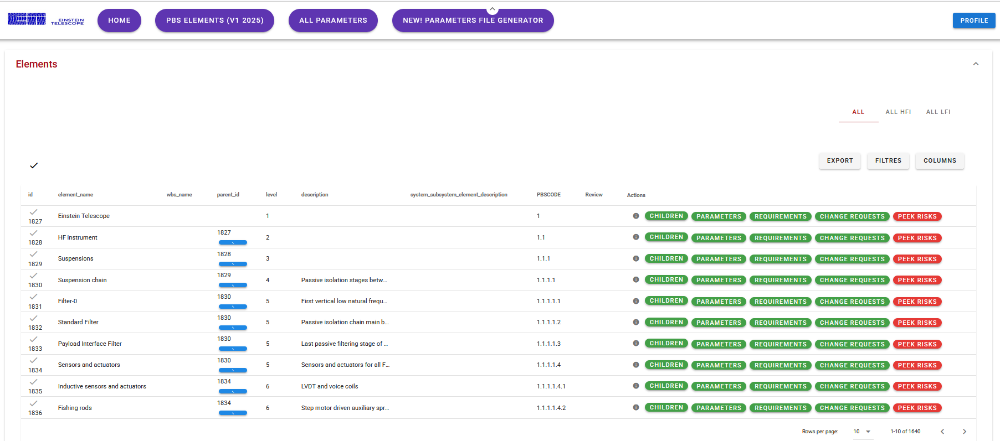 EINSTEIN
TELESCOPE
HOME
PBS ELEMENTS (V1 2025)
ALL PARAMETERS
NEW! PARAMETERS FILE GENERATOR
PROFILE
Elements
ALL
ALL HFI
ALL LFI
EXPORT
FILTRES
COLUMNS
id element_name wbs_name parent_id level description system_subsystem_element_description PBSCODE Review Actions
1827 Einstein Telescope 1 1 CHILDREN PARAMETERS REQUIREMENTS CHANGE REQUESTS PEEK RISKS
1828 HF instrument 1827 2 1.1 CHILDREN PARAMETERS REQUIREMENTS CHANGE REQUESTS PEEK RISKS
1829 Suspensions 1828 3 1.1.1 CHILDREN PARAMETERS REQUIREMENTS CHANGE REQUESTS PEEK RISKS
1830 Suspension chain 1829 4 Passive isolation stages betw... 1.1.1.1 CHILDREN PARAMETERS REQUIREMENTS CHANGE REQUESTS PEEK RISKS
1831 Filter-0 1830 5 First vertical low natural frequ... 1.1.1.1.1 CHILDREN PARAMETERS REQUIREMENTS CHANGE REQUESTS PEEK RISKS
1832 Standard Filter 1830 5 Passive isolation chain main b... 1.1.1.1.2 CHILDREN PARAMETERS REQUIREMENTS CHANGE REQUESTS PEEK RISKS
1833 Payload Interface Filter 1830 5 Last passive filtering stage of ... 1.1.1.1.3 CHILDREN PARAMETERS REQUIREMENTS CHANGE REQUESTS PEEK RISKS
1834 Sensors and actuators 1830 5 Sensors and actuators for all F... 1.1.1.1.4 CHILDREN PARAMETERS REQUIREMENTS CHANGE REQUESTS PEEK RISKS
1835 Inductive sensors and actuators 1834 6 LVDT and voice coils 1.1.1.1.4.1 CHILDREN PARAMETERS REQUIREMENTS CHANGE REQUESTS PEEK RISKS
1836 Fishing rods 1834 6 Step motor driven auxiliary spr... 1.1.1.1.4.2 CHILDREN PARAMETERS REQUIREMENTS CHANGE REQUESTS PEEK RISKS
Rows per page: 10 1-10 of 1640